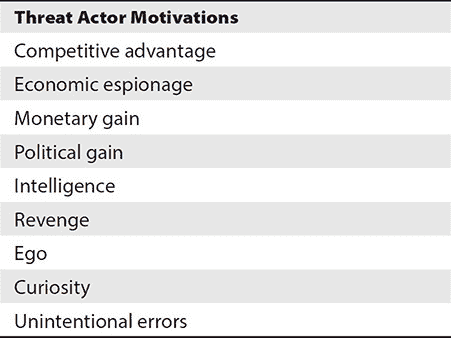 Threat Actor Motivations
Competitive advantage
Economic espionage
Monetary gain
Political gain
Intelligence
Revenge
Ego
Curiosity
Unintentional errors